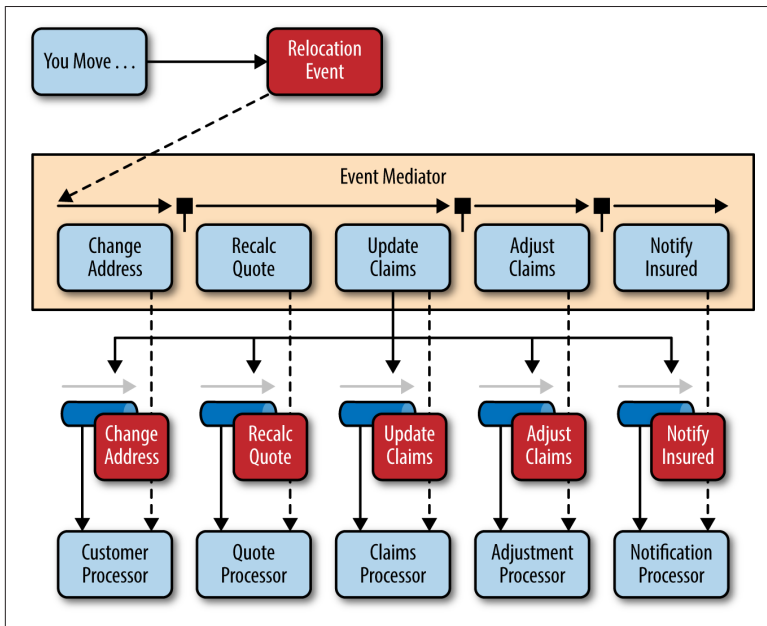 You Move . . .
Relocation
Event
Event Mediator
Change
Address
Recalc
Quote
Update
Claims
Adjust
Claims
Notify
Insured
Change
Address
Recalc
Quote
Update
Claims
Adjust
Claims
Notify
Insured
Customer
Processor
Quote
Processor
Claims
Processor
Adjustment
Processor
Notification
Processor